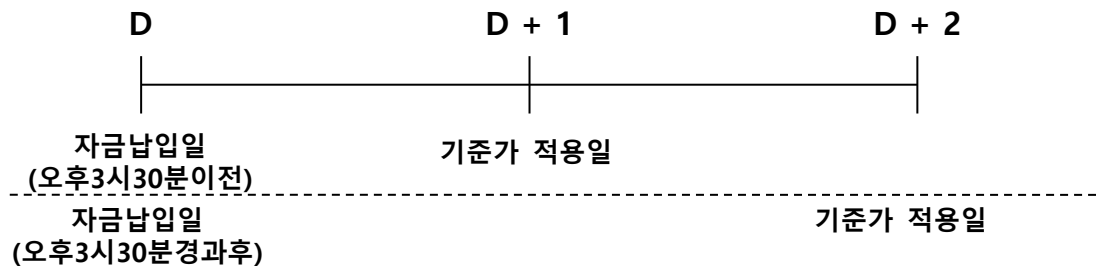 D D + 1 D + 2
자금납입일 기준가 적용일
(오후3시30분이전)
자금납입일 기준가 적용일
(오후3시30분경과후)